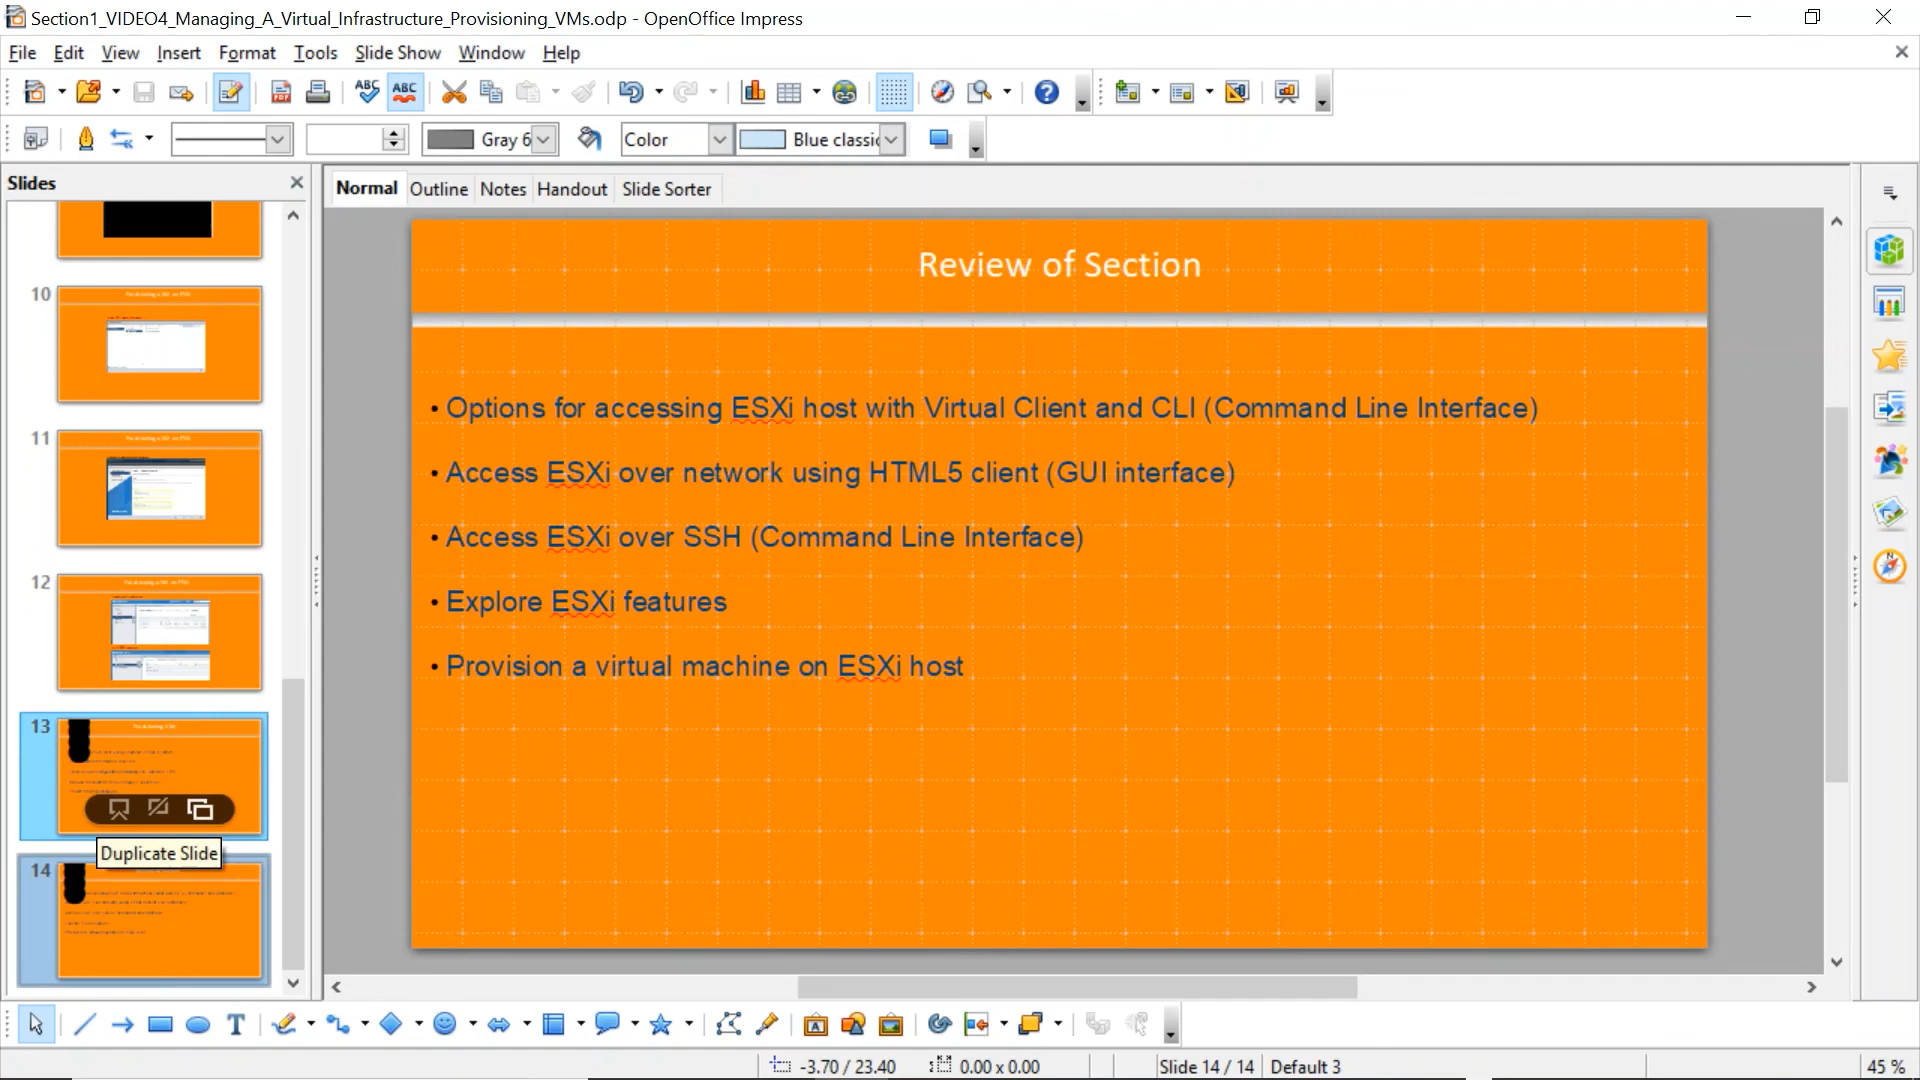 Section1_VIDEO4_Managing_A_Virtual_Infrastructure_Provisioning_VMs.odp - OpenOffice Impress
File Edit View Insert Format Tools Slide Show Window Help
Gray 6 Color Blue classic
Slides
Normal Outline Notes Handout Slide Sorter
10
11
12
13
Duplicate Slide
14
Review of Section
• Options for accessing ESXi host with Virtual Client and CLI (Command Line Interface)
• Access ESXi over network using HTML5 client (GUI interface)
• Access ESXi over SSH (Command Line Interface)
• Explore ESXi features
• Provision a virtual machine on ESXi host
-3.70 / 23.40 0.00 x 0.00 Slide 14 / 14 Default 3 45 %